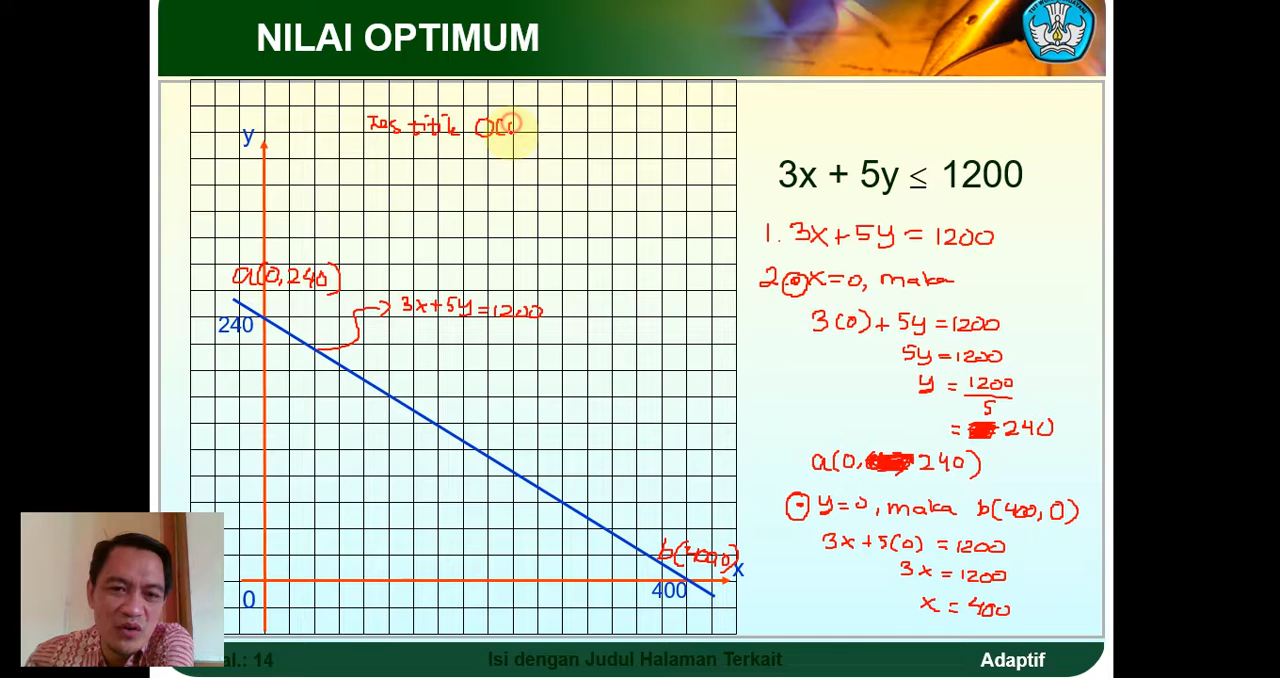 NILAI OPTIMUM
Tes titik
y
a(0,240)
3x+5y=1200
240
b(400,0)
x
400
0
3x + 5y ≤ 1200
1. 3x+5y=1200
2. x=0, maka
3(0)+5y=1200
5y=1200
y = 1200
5
= 240
a(0, 240)
y=0, maka b(400,0)
3x+5(0)=1200
3x=1200
x=400
al.: 14
Isi dengan Judul Halaman Terkait
Adaptif